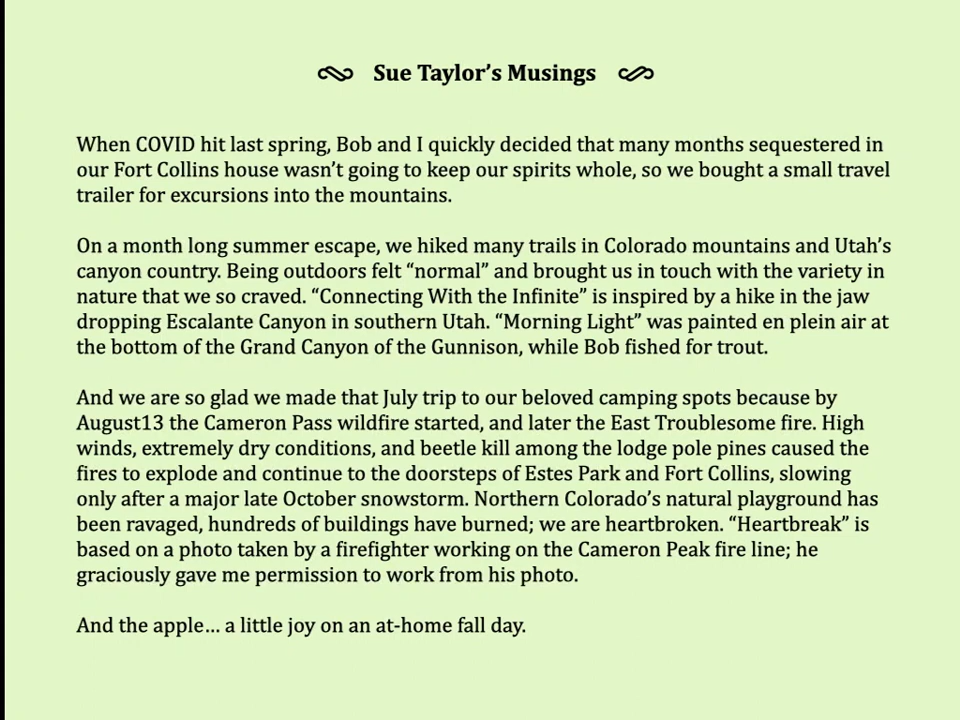 Sue Taylor’s Musings
When COVID hit last spring, Bob and I quickly decided that many months sequestered in
our Fort Collins house wasn’t going to keep our spirits whole, so we bought a small travel
trailer for excursions into the mountains.
On a month long summer escape, we hiked many trails in Colorado mountains and Utah’s
canyon country. Being outdoors felt “normal” and brought us in touch with the variety in
nature that we so craved. “Connecting With the Infinite” is inspired by a hike in the jaw
dropping Escalante Canyon in southern Utah. “Morning Light” was painted en plein air at
the bottom of the Grand Canyon of the Gunnison, while Bob fished for trout.
And we are so glad we made that July trip to our beloved camping spots because by
August13 the Cameron Pass wildfire started, and later the East Troublesome fire. High
winds, extremely dry conditions, and beetle kill among the lodge pole pines caused the
fires to explode and continue to the doorsteps of Estes Park and Fort Collins, slowing
only after a major late October snowstorm. Northern Colorado’s natural playground has
been ravaged, hundreds of buildings have burned; we are heartbroken. “Heartbreak” is
based on a photo taken by a firefighter working on the Cameron Peak fire line; he
graciously gave me permission to work from his photo.
And the apple… a little joy on an at-home fall day.